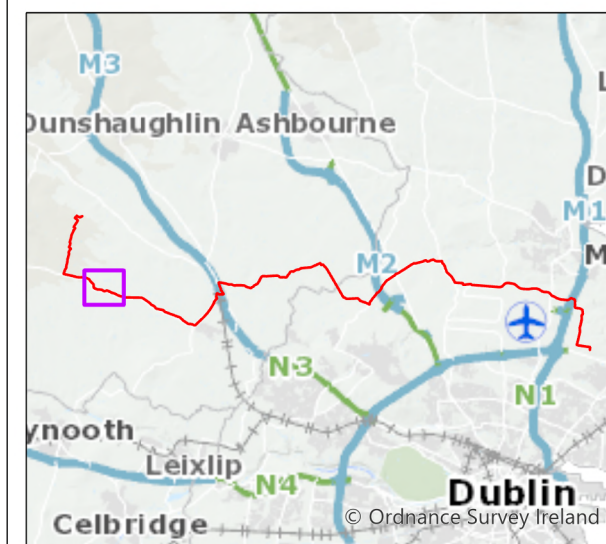 M3
Dunshaughlin Ashbourne
L
D
M1
M
M2
N3
N1
ynooth
Leixlip
N4
Dublin
Celbridge
© Ordnance Survey Ireland